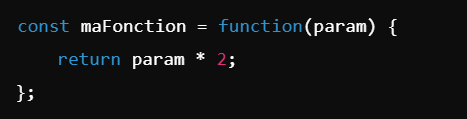 const maFonction = function(param) {
    return param * 2;
};